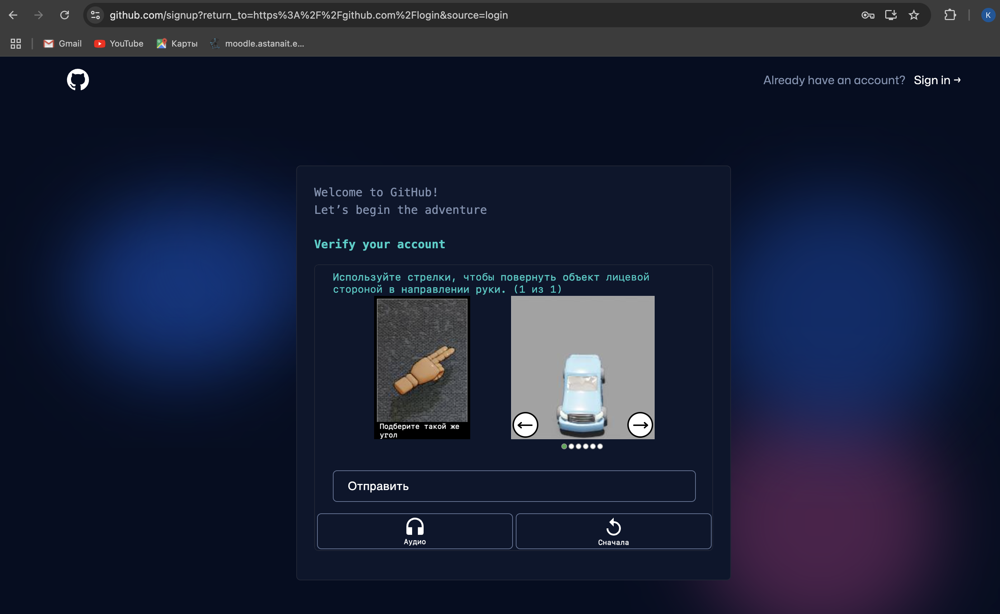 github.com/signup?return_to=https%3A%2F%2Fgithub.com%2Flogin&source=login
K
Gmail
YouTube
Карты
moodle.astanait.e...
Already have an account? Sign in →
Welcome to GitHub!
Let’s begin the adventure
Verify your account
Используйте стрелки, чтобы повернуть объект лицевой
стороной в направлении руки. (1 из 1)
Подберите такой же
угол
Отправить
Аудио
Сначала